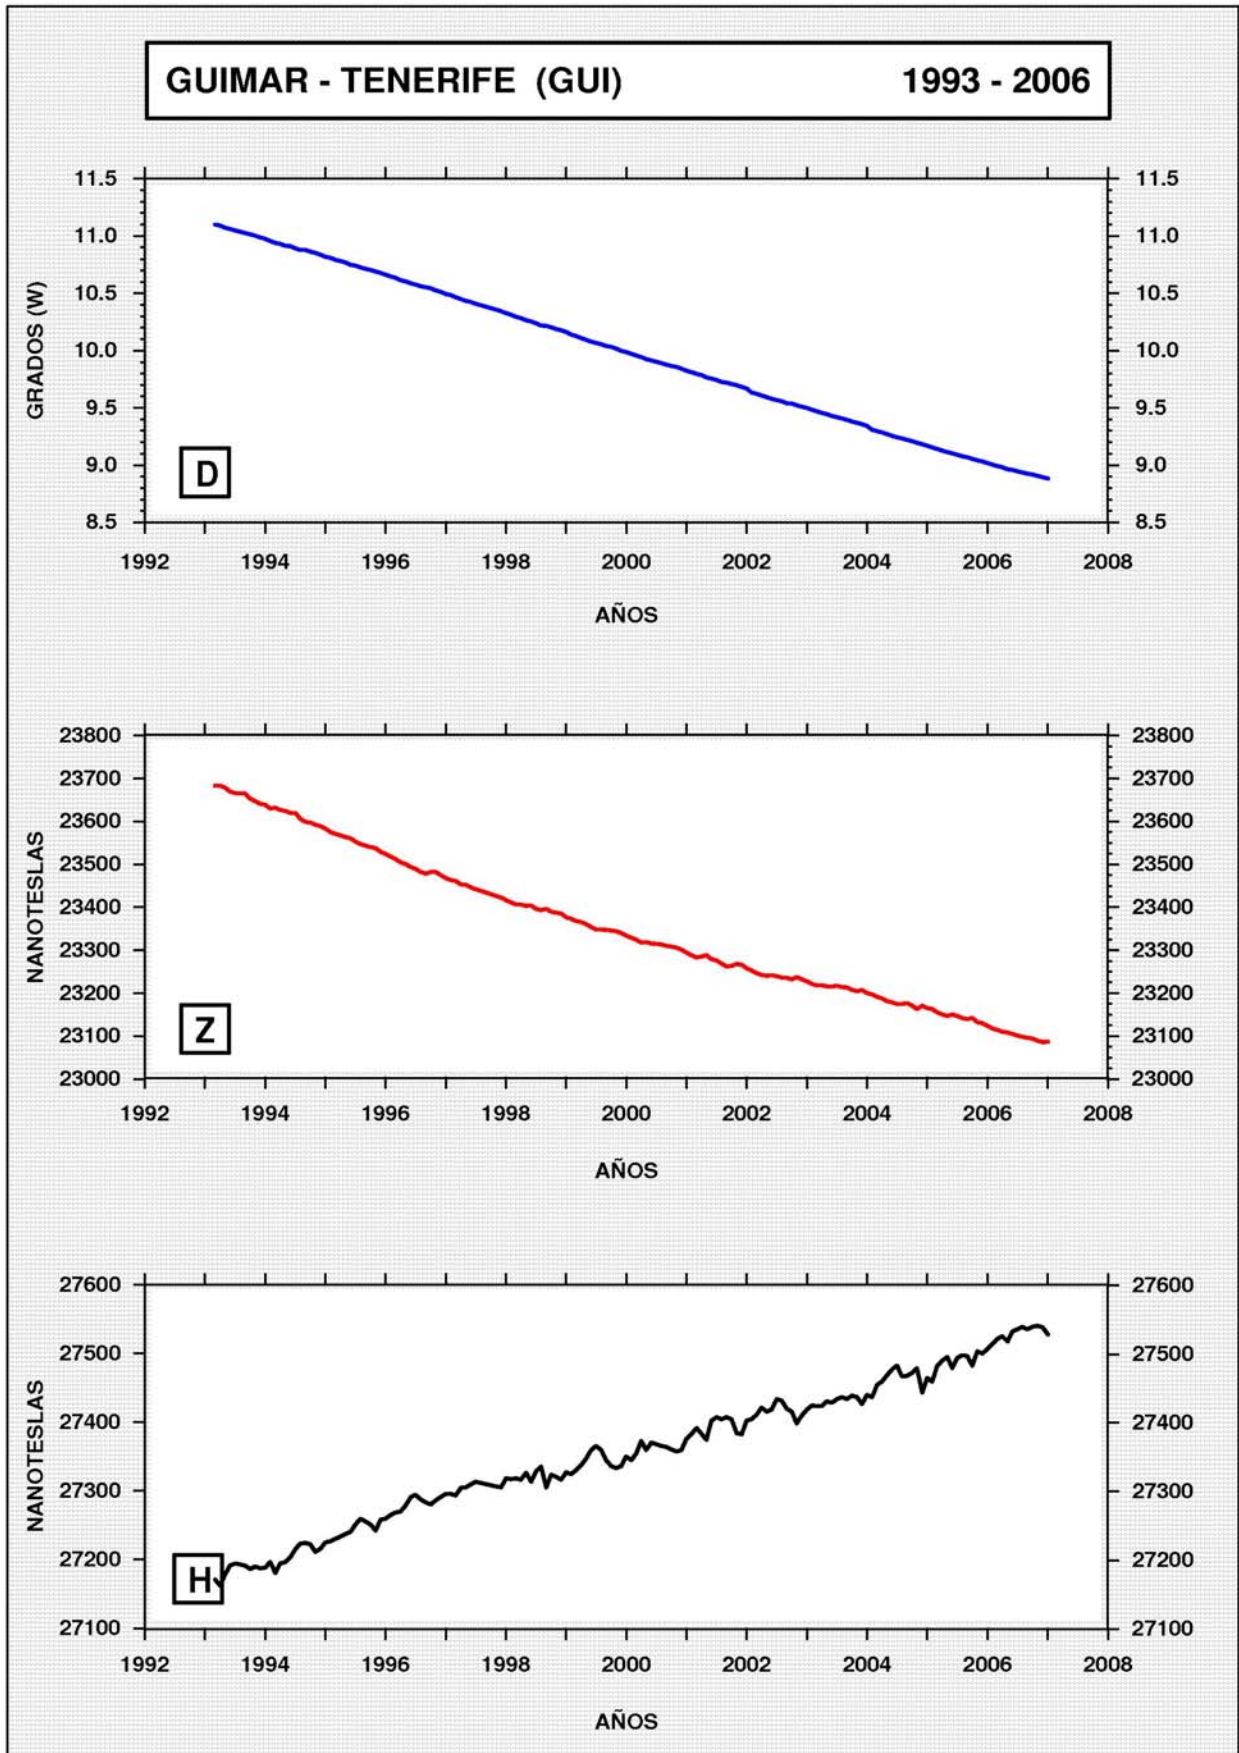 GUIMAR - TENERIFE (GUI) 1993 - 2006
11.5 11.5
11.0 11.0
10.5 10.5
10.0 10.0
9.5 9.5
9.0 9.0
8.5 8.5
GRADOS (W)
D
1992 1994 1996 1998 2000 2002 2004 2006 2008
AÑOS
23800 23800
23700 23700
23600 23600
23500 23500
23400 23400
23300 23300
23200 23200
23100 23100
23000 23000
NANOTESLAS
Z
1992 1994 1996 1998 2000 2002 2004 2006 2008
AÑOS
27600 27600
27500 27500
27400 27400
27300 27300
27200 27200
27100 27100
NANOTESLAS
H
1992 1994 1996 1998 2000 2002 2004 2006 2008
AÑOS